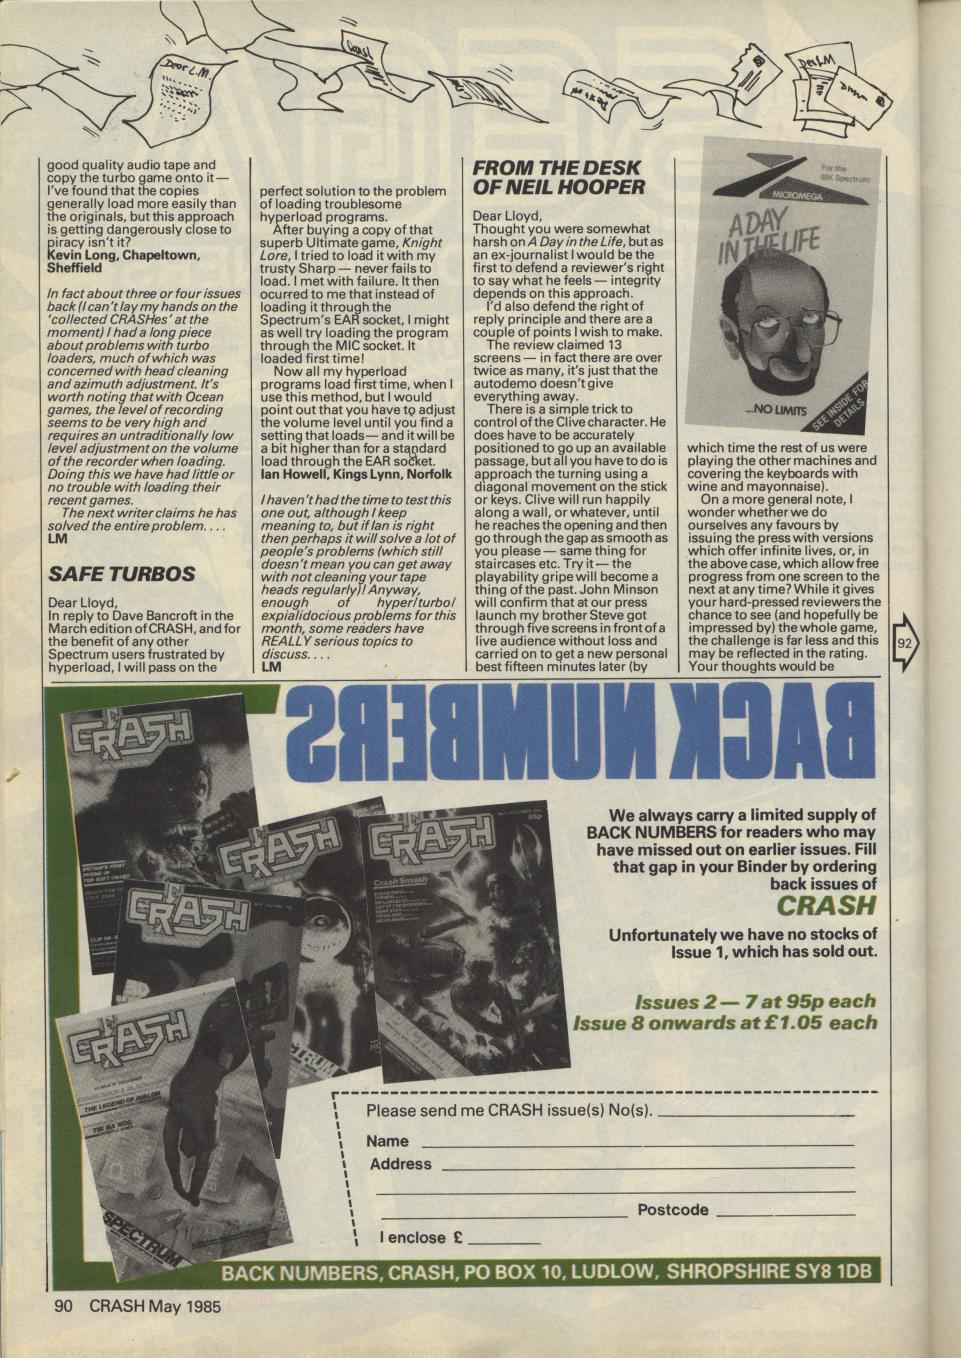 Dear L.M.
Crash!
Dear LM
good quality audio tape and
copy the turbo game onto it —
I've found that the copies
generally load more easily than
the originals, but this approach
is getting dangerously close to
piracy isn't it?
Kevin Long, Chapeltown,
Sheffield
In fact about three or four issues
back (I can't lay my hands on the
'collected CRASHes' at the
moment) I had a long piece
about problems with turbo
loaders, much of which was
concerned with head cleaning
and azimuth adjustment. It's
worth noting that with Ocean
games, the level of recording
seems to be very high and
requires an untraditionally low
level adjustment on the volume
of the recorder when loading.
Doing this we have had little or
no trouble with loading their
recent games.
The next writer claims he has
solved the entire problem. . . .
LM
SAFE TURBOS
Dear Lloyd,
In reply to Dave Bancroft in the
March edition of CRASH, and for
the benefit of any other
Spectrum users frustrated by
hyperload, I will pass on the
perfect solution to the problem
of loading troublesome
hyperload programs.
After buying a copy of that
superb Ultimate game, Knight
Lore, I tried to load it with my
trusty Sharp — never fails to
load. I met with failure. It then
ocurred to me that instead of
loading it through the
Spectrum's EAR socket, I might
as well try loading the program
through the MIC socket. It
loaded first time!
Now all my hyperload
programs load first time, when I
use this method, but I would
point out that you have to adjust
the volume level until you find a
setting that loads — and it will be
a bit higher than for a standard
load through the EAR socket.
Ian Howell, Kings Lynn, Norfolk
I haven't had the time to test this
one out, although I keep
meaning to, but if Ian is right
then perhaps it will solve a lot of
people's problems (which still
doesn't mean you can get away
with not cleaning your tape
heads regularly)! Anyway,
enough of hyper/turbo/
expialidocious problems for this
month, some readers have
REALLY serious topics to
discuss. . . .
LM
FROM THE DESK
OF NEIL HOOPER
Dear Lloyd,
Thought you were somewhat
harsh on A Day in the Life, but as
an ex-journalist I would be the
first to defend a reviewer's right
to say what he feels — integrity
depends on this approach.
I'd also defend the right of
reply principle and there are a
couple of points I wish to make.
The review claimed 13
screens — in fact there are over
twice as many, it's just that the
autodemo doesn't give
everything away.
There is a simple trick to
control of the Clive character. He
does have to be accurately
positioned to go up an available
passage, but all you have to do is
approach the turning using a
diagonal movement on the stick
or keys. Clive will run happily
along a wall, or whatever, until
he reaches the opening and then
go through the gap as smooth as
you please — same thing for
staircases etc. Try it — the
playability gripe will become a
thing of the past. John Minson
will confirm that at our press
launch my brother Steve got
through five screens in front of a
live audience without loss and
carried on to get a new personal
best fifteen minutes later (by
For the
48K Spectrum
MICROMEGA
A DAY
IN THE LIFE
...NO LIMITS
SEE INSIDE FOR
DETAILS
which time the rest of us were
playing the other machines and
covering the keyboards with
wine and mayonnaise).
On a more general note, I
wonder whether we do
ourselves any favours by
issuing the press with versions
which offer infinite lives, or, in
the above case, which allow free
progress from one screen to the
next at any time? While it gives
your hard-pressed reviewers the
chance to see (and hopefully be
impressed by) the whole game,
the challenge is far less and this
may be reflected in the rating.
Your thoughts would be
92
BACK NUMBERS
CRASH
BRITAIN'S FIRST
PHONE-IN
TOP SOFT CHART
CRASH
CRASH
95p
Crash Smash
CRASH
CRASH
THE LEGEND OF AVALON
TIR NA NOG
SPECTRUM
SPECTRUM
We always carry a limited supply of
BACK NUMBERS for readers who may
have missed out on earlier issues. Fill
that gap in your Binder by ordering
back issues of
CRASH
Unfortunately we have no stocks of
Issue 1, which has sold out.
Issues 2 — 7 at 95p each
Issue 8 onwards at £1.05 each
Please send me CRASH issue(s) No(s).
Name
Address
Postcode
I enclose £
BACK NUMBERS, CRASH, PO BOX 10, LUDLOW, SHROPSHIRE SY8 1DB
90 CRASH May 1985